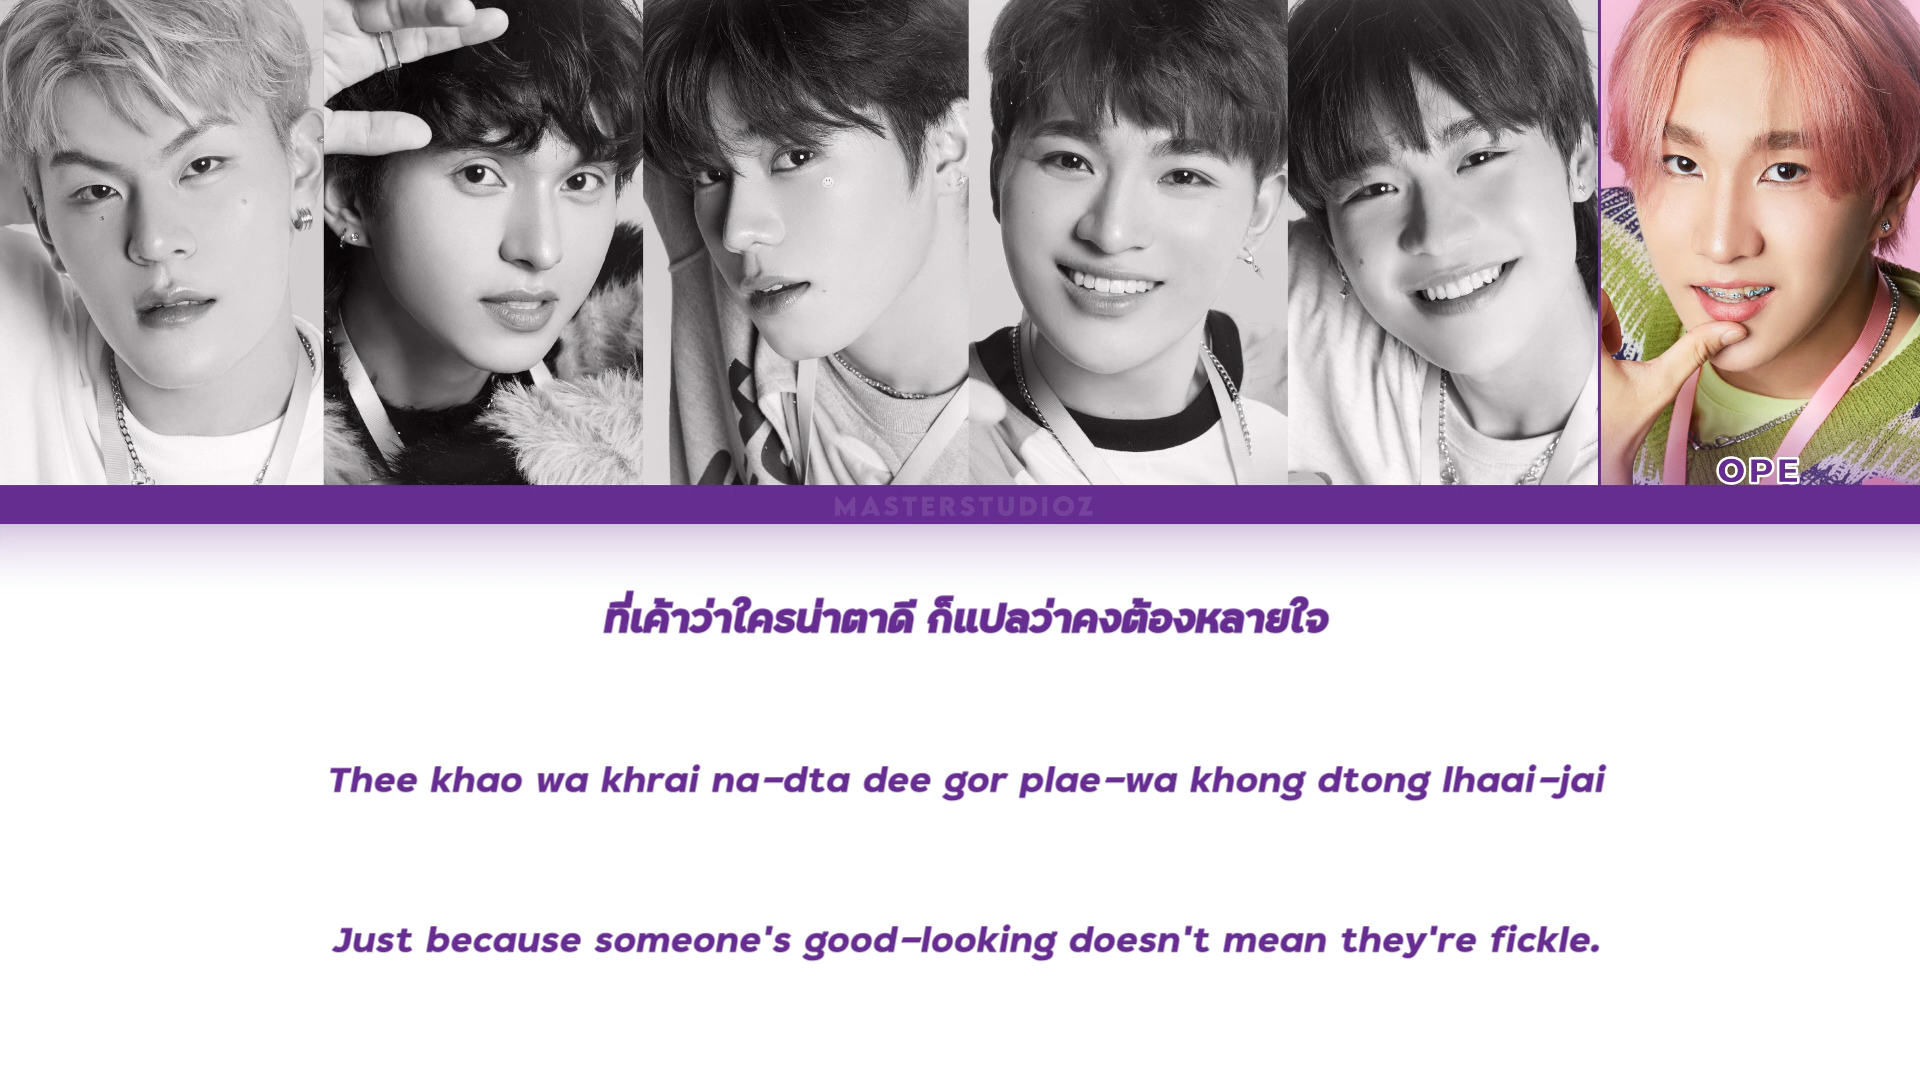 OPE
MASTERSTUDIOZ
ที่เค้าว่าใครน่าตาดี ก็แปลว่าคงต้องหลายใจ
Thee khao wa khrai na-dta dee gor plae-wa khong dtong lhaai-jai
Just because someone's good-looking doesn't mean they're fickle.